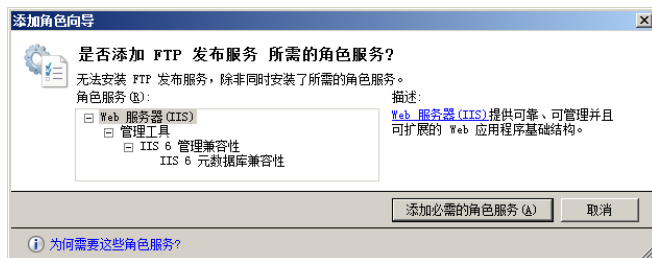 添加角色向导
是否添加 FTP 发布服务 所需的角色服务?
无法安装 FTP 发布服务，除非同时安装了所需的角色服务。
角色服务(R):
描述:
Web 服务器(IIS)
管理工具
IIS 6 管理兼容性
IIS 6 元数据库兼容性
Web 服务器(IIS)提供可靠、可管理并且
可扩展的 Web 应用程序基础结构。
添加必需的角色服务(A)
取消
为何需要这些角色服务?